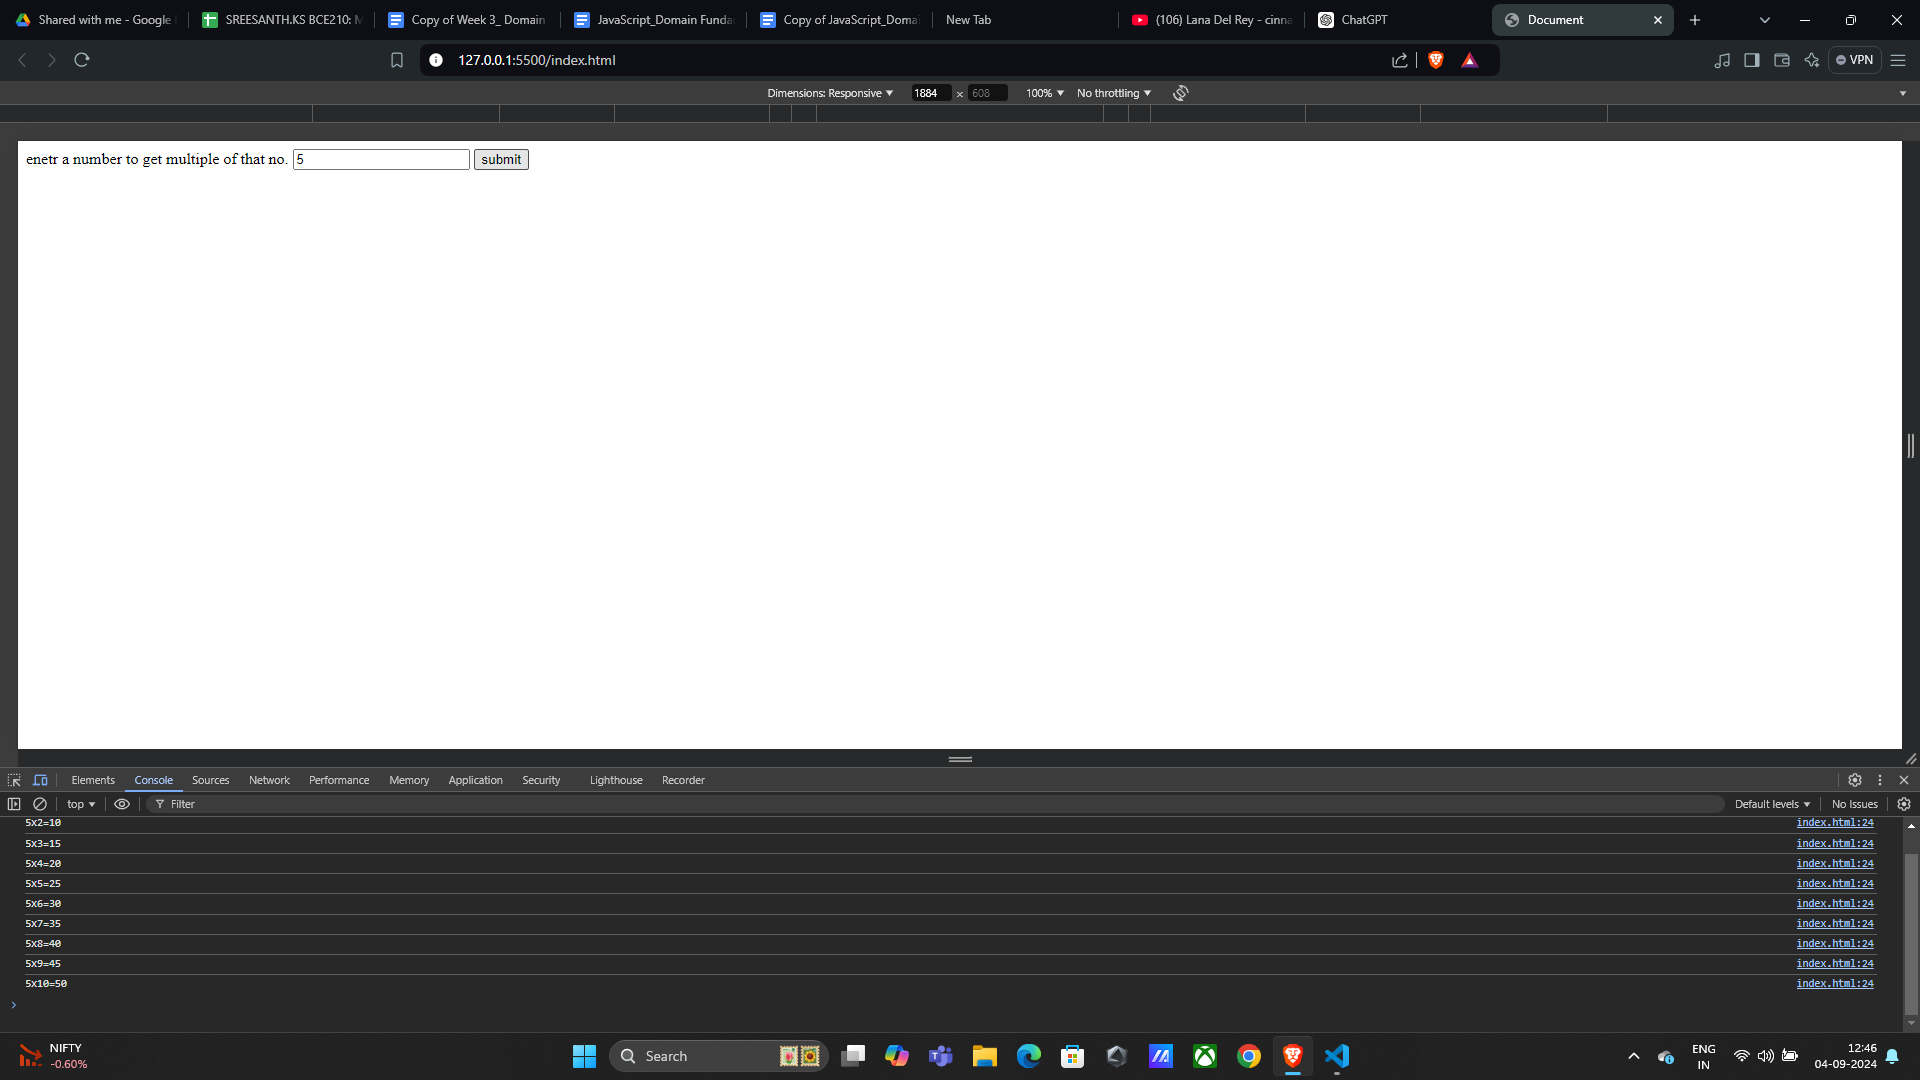 Shared with me - Google
SREESANTH.KS BCE210:
Copy of Week 3_ Domain
JavaScript_Domain Funda
Copy of JavaScript_Domai
New Tab
(106) Lana Del Rey - cinna
ChatGPT
Document
127.0.0.1:5500/index.html
VPN
Dimensions: Responsive 1884 x 608 100% No throttling
enetr a number to get multiple of that no. 5 submit
Elements Console Sources Network Performance Memory Application Security Lighthouse Recorder
top Filter Default levels No Issues
5x2=10 index.html:24
5x3=15 index.html:24
5x4=20 index.html:24
5x5=25 index.html:24
5x6=30 index.html:24
5x7=35 index.html:24
5x8=40 index.html:24
5x9=45 index.html:24
5x10=50 index.html:24
NIFTY
-0.60%
Search
ENG
IN
12:46
04-09-2024